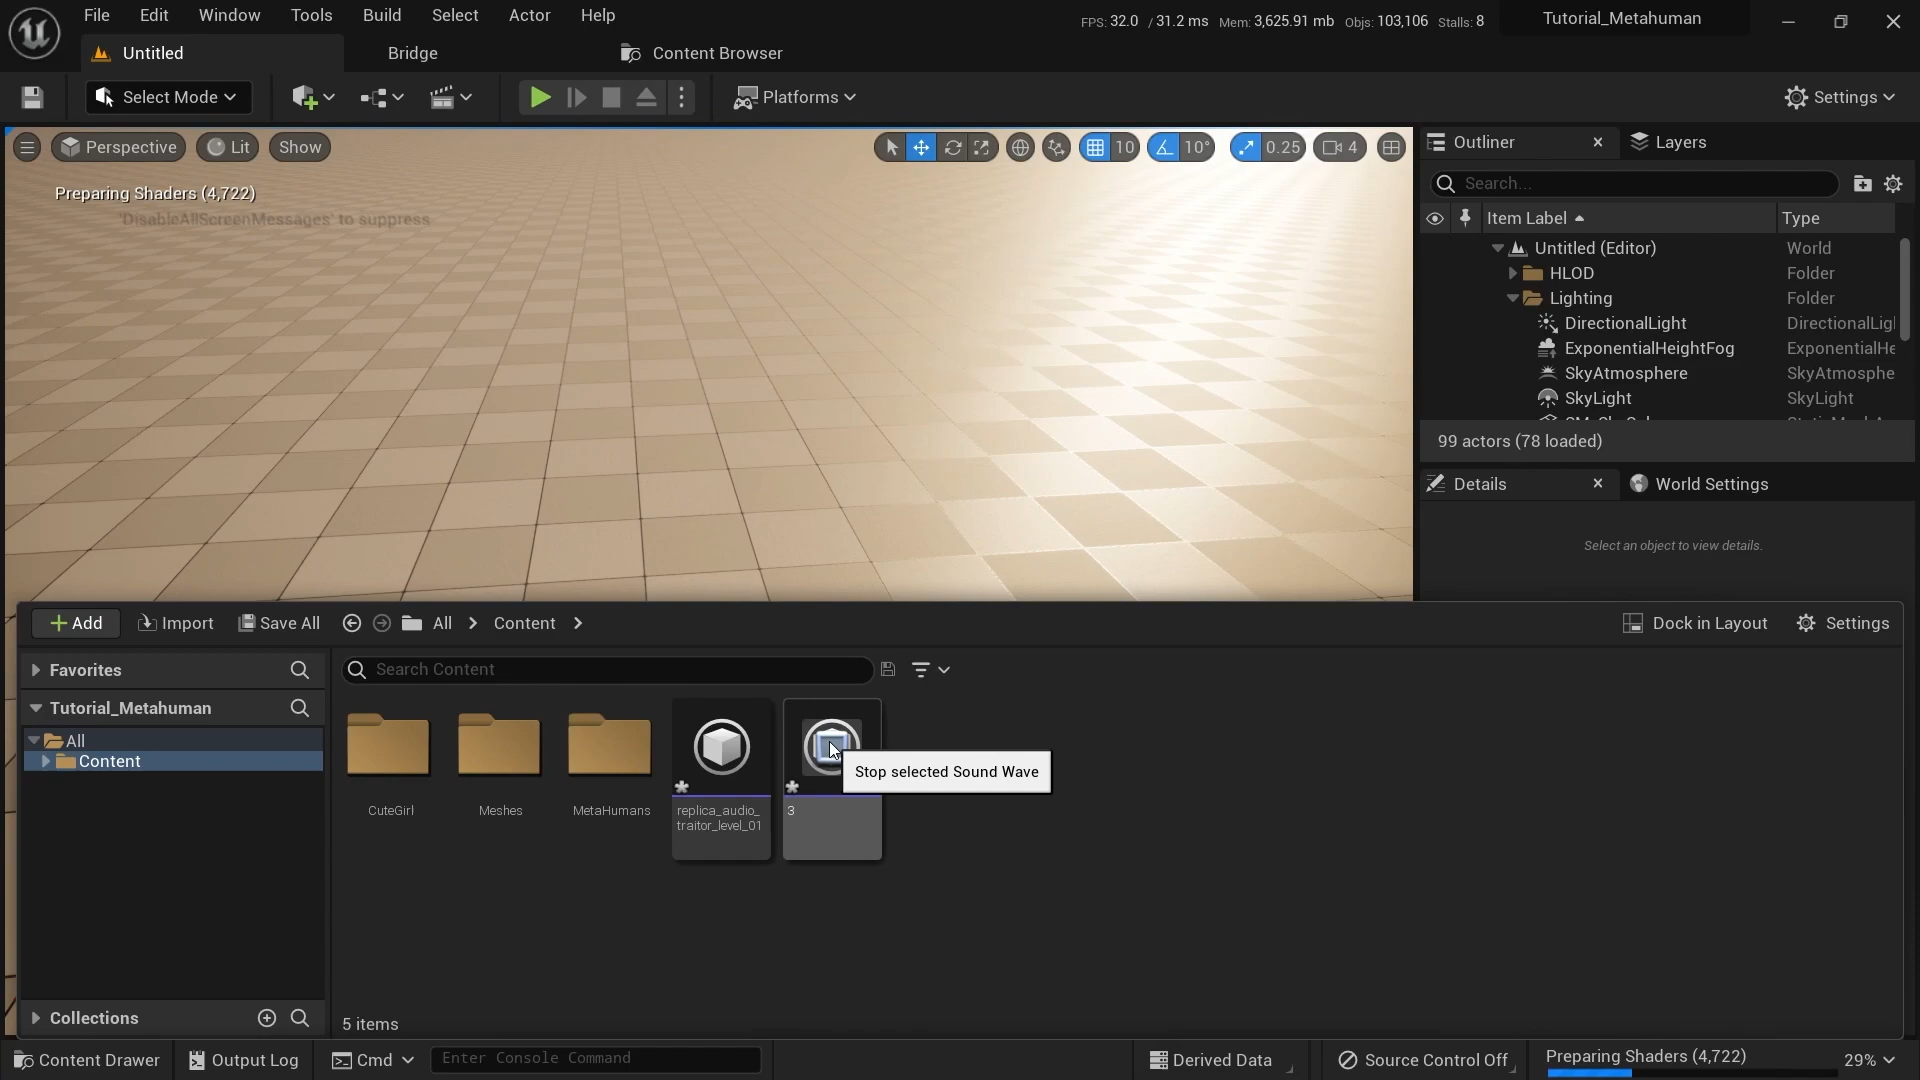 File Edit Window Tools Build Select Actor Help
FPS: 32.0 / 31.2 ms Mem: 3,625.91 mb Objs: 103,106 Stalls: 8
Tutorial_Metahuman
Untitled
Bridge
Content Browser
Select Mode
Platforms
Settings
Perspective
Lit
Show
10
10°
0.25
4
Preparing Shaders (4,722)
'DisableAllScreenMessages' to suppress
Outliner
Layers
Search...
Item Label
Type
Untitled (Editor) World
HLOD Folder
Lighting Folder
DirectionalLight DirectionalLigh
ExponentialHeightFog ExponentialHe
SkyAtmosphere SkyAtmosphe
SkyLight SkyLight
99 actors (78 loaded)
Details
World Settings
Select an object to view details.
Add
Import
Save All
All
Content
Dock in Layout
Settings
Favorites
Search Content
Tutorial_Metahuman
All
Content
Stop selected Sound Wave
CuteGirl
Meshes
MetaHumans
replica_audio_
traitor_level_01
3
Collections
5 items
Content Drawer
Output Log
Cmd
Enter Console Command
Derived Data
Source Control Off
Preparing Shaders (4,722)
29%